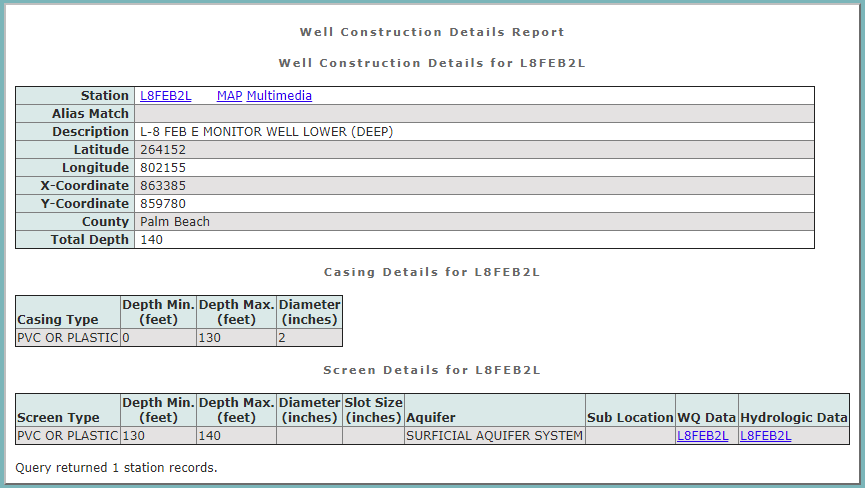 Well Construction Details Report
Well Construction Details for L8FEB2L
Station L8FEB2L MAP Multimedia
Alias Match
Description L-8 FEB E MONITOR WELL LOWER (DEEP)
Latitude 264152
Longitude 802155
X-Coordinate 863385
Y-Coordinate 859780
County Palm Beach
Total Depth 140
Casing Details for L8FEB2L
Casing Type Depth Min. (feet) Depth Max. (feet) Diameter (inches)
PVC OR PLASTIC 0 130 2
Screen Details for L8FEB2L
Screen Type Depth Min. (feet) Depth Max. (feet) Diameter (inches) Slot Size (inches) Aquifer Sub Location WQ Data Hydrologic Data
PVC OR PLASTIC 130 140 SURFICIAL AQUIFER SYSTEM L8FEB2L L8FEB2L
Query returned 1 station records.